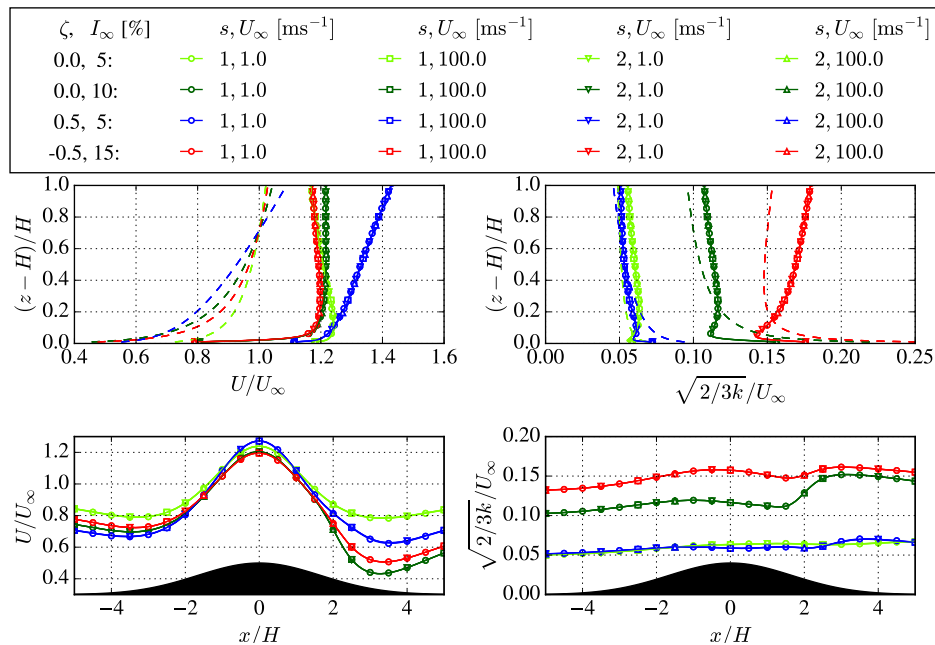 ζ, I∞ [%] s, U∞ [ms⁻¹] s, U∞ [ms⁻¹] s, U∞ [ms⁻¹] s, U∞ [ms⁻¹]
0.0, 5: 1, 1.0 1, 100.0 2, 1.0 2, 100.0
0.0, 10: 1, 1.0 1, 100.0 2, 1.0 2, 100.0
0.5, 5: 1, 1.0 1, 100.0 2, 1.0 2, 100.0
-0.5, 15: 1, 1.0 1, 100.0 2, 1.0 2, 100.0
(z − H)/H
1.0
0.8
0.6
0.4
0.2
0.0
0.4 0.6 0.8 1.0 1.2 1.4 1.6
U/U∞
(z − H)/H
1.0
0.8
0.6
0.4
0.2
0.0
0.00 0.05 0.10 0.15 0.20 0.25
√2/3k/U∞
U/U∞
1.2
1.0
0.8
0.6
0.4
−4 −2 0 2 4
x/H
√2/3k/U∞
0.20
0.15
0.10
0.05
0.00
−4 −2 0 2 4
x/H